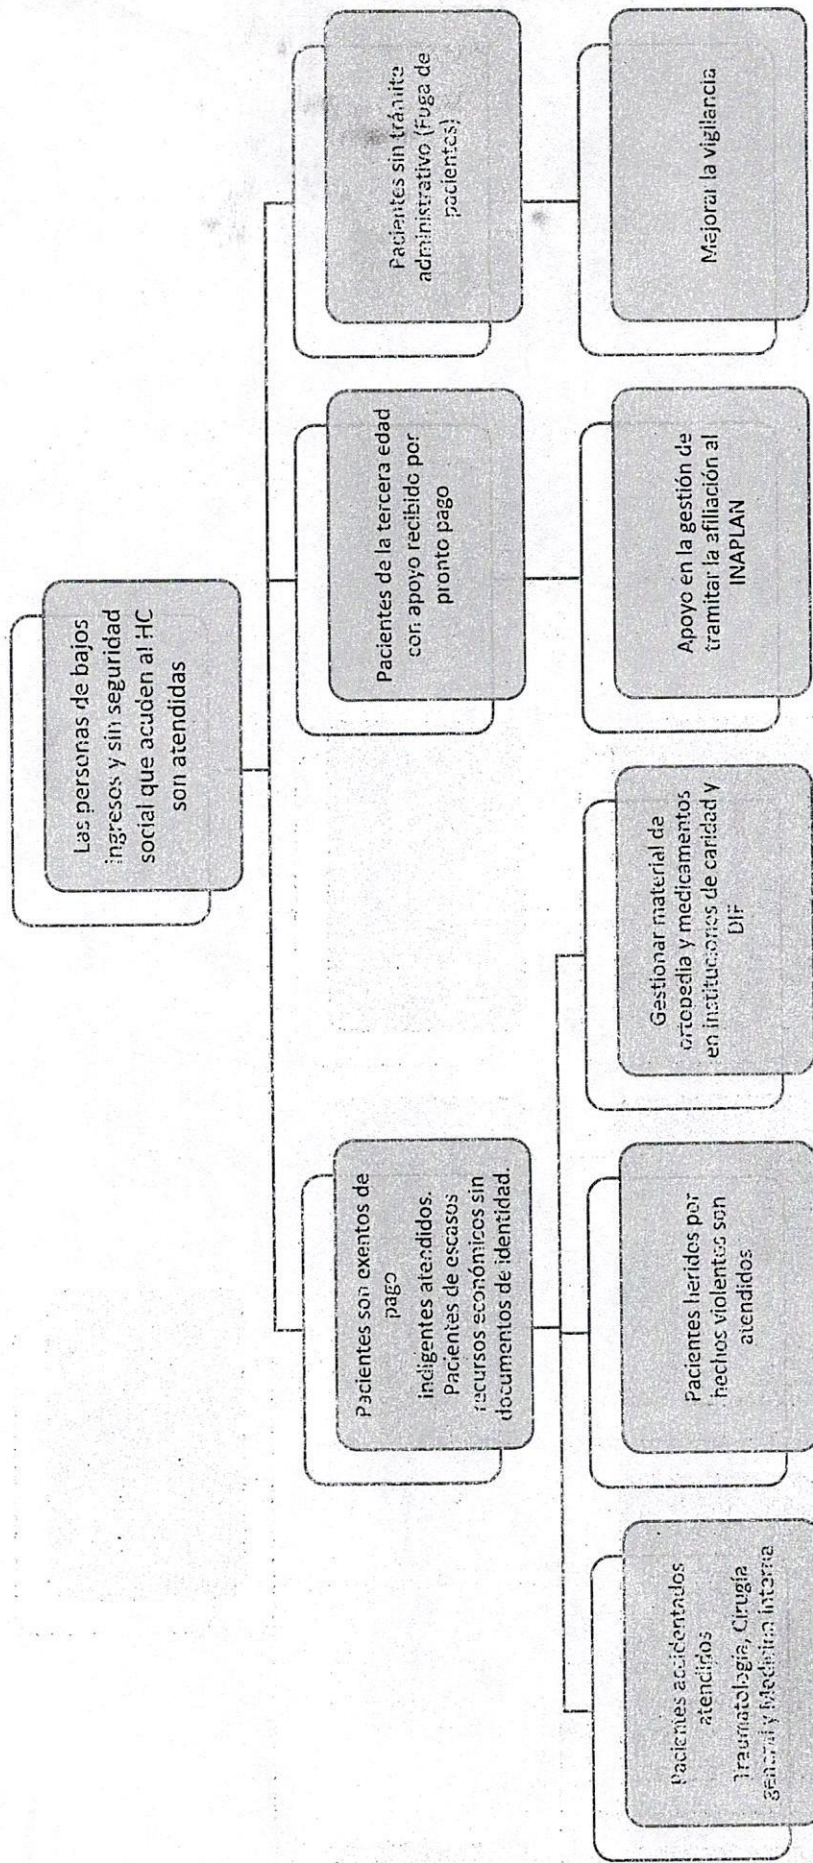 Las personas de bajos
ingresos y sin seguridad
social que acuden al HC
son atendidas
Pacientes son exentos de
pago
indigentes atendidos.
Pacientes de escasos
recursos económicos sin
documentos de identidad.
Pacientes de la tercera edad
con apoyo recibido por
pronto pago
Pacientes sin trámite
administrativo (Fuga de
pacientes)
Pacientes accidentados
atendidos
Traumatología, Cirugía
general y Medicina interna
Pacientes heridos por
hechos violentos son
atendidos
Gestionar material de
ortopedia y medicamentos
en instituciones de caridad y
DIF
Apoyo en la gestión de
tramitar la afiliación al
INAPLAN
Mejorar la vigilancia